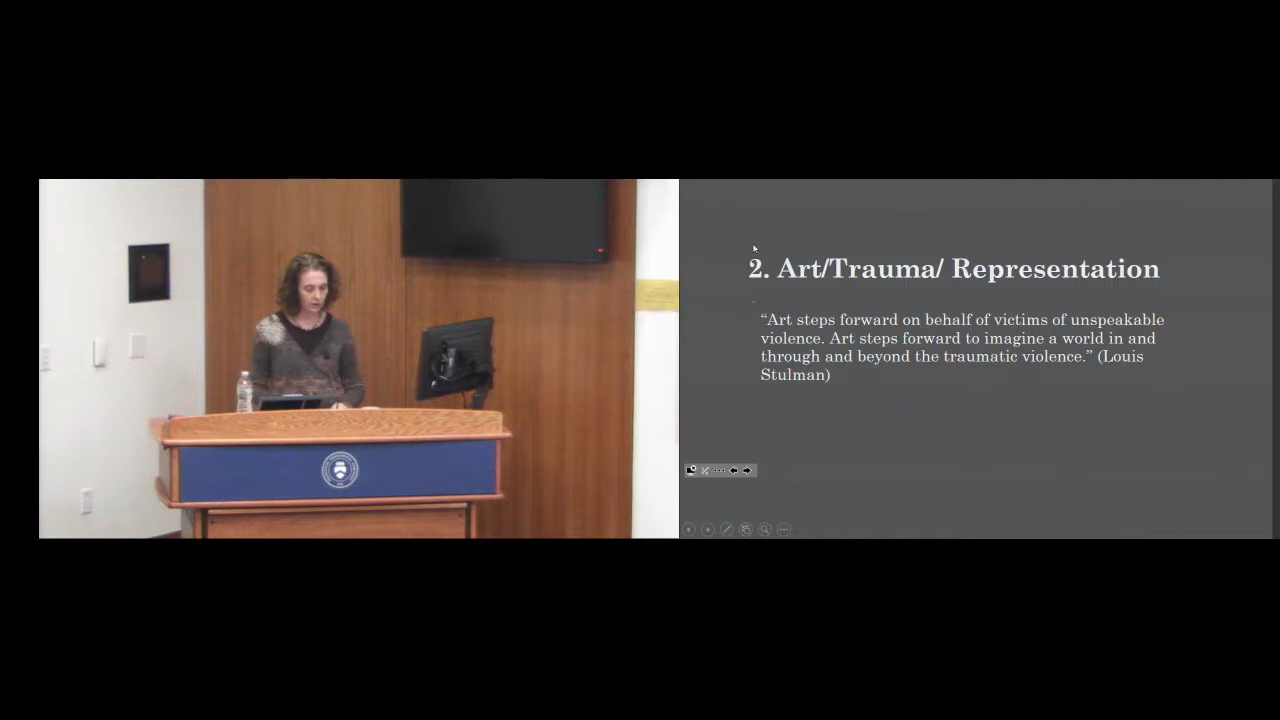 2. Art/Trauma/ Representation
“Art steps forward on behalf of victims of unspeakable
violence. Art steps forward to imagine a world in and
through and beyond the traumatic violence.” (Louis
Stulman)